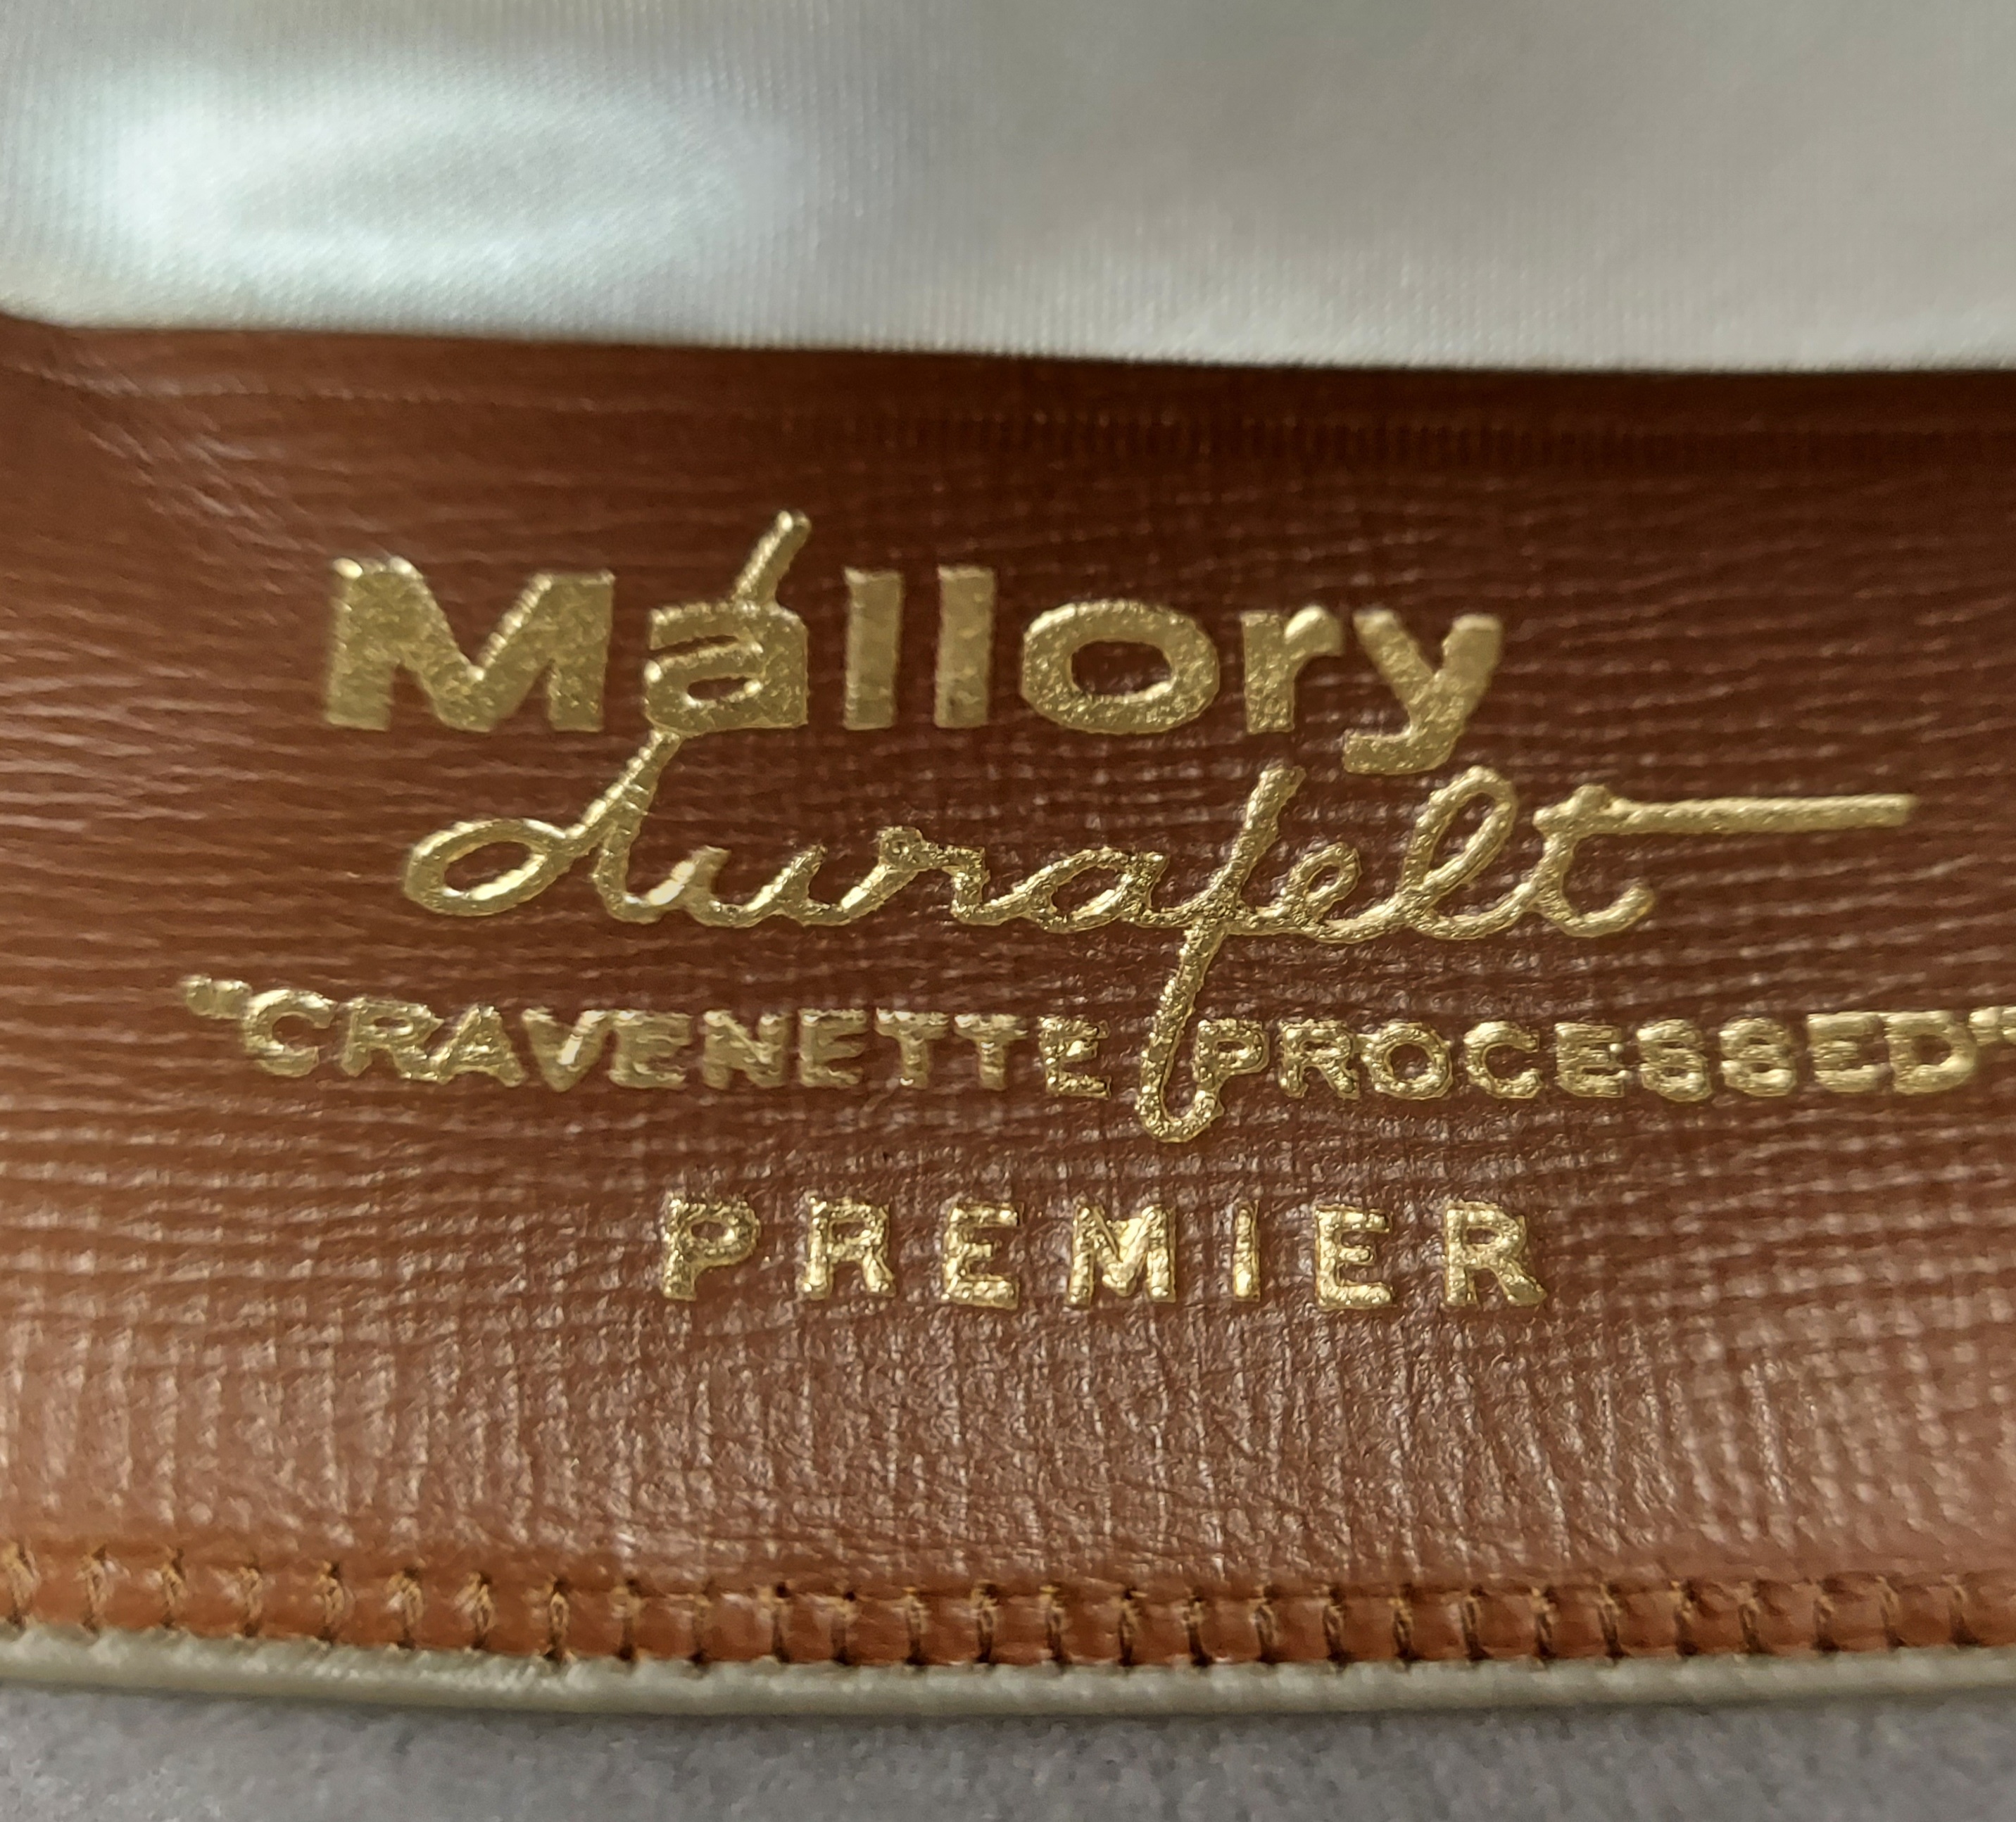 Mallory
durafelt
"CRAVENETTE PROCESSED"
PREMIER